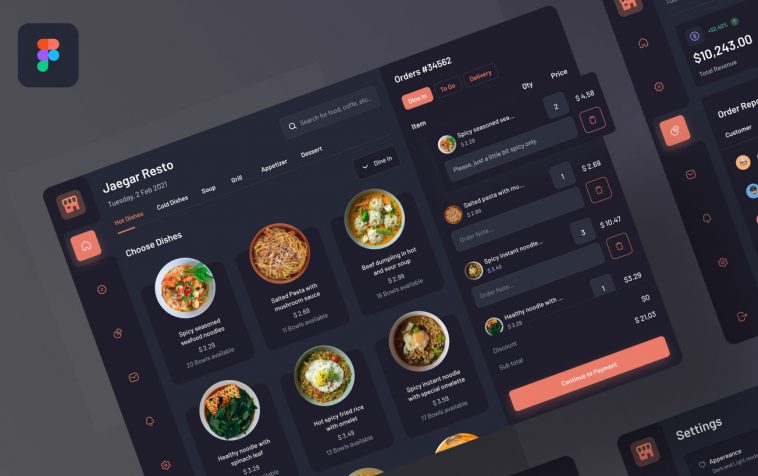 Jaegar Resto
Tuesday, 2 Feb 2021
Search for food, coffe, etc..
Hot Dishes
Cold Dishes
Soup
Grill
Appetizer
Dessert
Choose Dishes
Dine In
Spicy seasoned
seafood noodles
$ 2.29
20 Bowls available
Salted Pasta with
mushroom sauce
$ 2.69
11 Bowls available
Beef dumpling in hot
and sour soup
$ 2.99
16 Bowls available
Healthy noodle with
spinach leaf
Hot spicy fried rice
with omelet
$ 3.49
13 Bowls available
Spicy instant noodle
with special omelette
$ 3.59
17 Bowls available
Orders #34562
Dine In
To Go
Delivery
Item
Qty
Price
Spicy seasoned sea...
$ 2.29
2
$ 4,58
Please, just a little bit spicy only.
Salted pasta with mu...
$ 2.69
1
$ 2.69
Order Note...
Spicy instant noodle...
$ 3.49
3
$ 10.47
Order Note...
Healthy noodle with ...
$ 3.29
1
$3.29
Discount
$0
Sub total
$ 21,03
Continue to Payment
+32.40%
$10,243.00
Total Revenue
Order Repo
Customer
Settings
Appereance